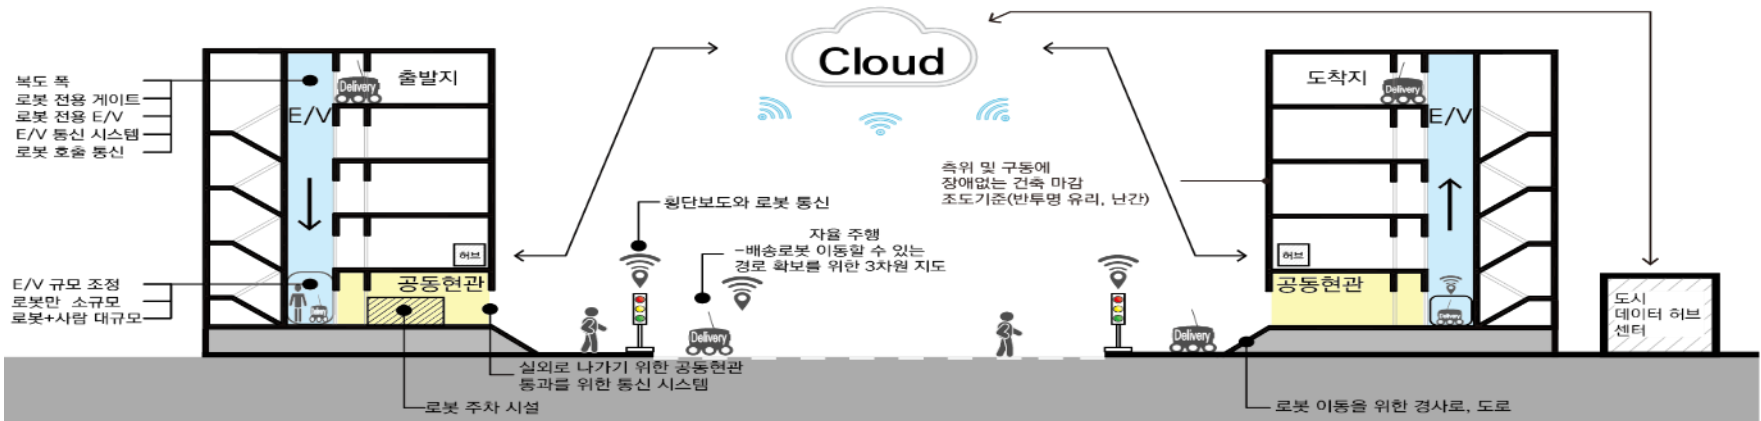 Cloud
복도 폭
로봇 전용 게이트
로봇 전용 E/V
E/V 통신 시스템
로봇 호출 통신
E/V
Delivery
출발지
허브
공동현관
E/V 규모 조정
로봇만 소규모
로봇+사람 대규모
횡단보도와 로봇 통신
자율 주행
-배송로봇 이동할 수 있는
경로 확보를 위한 3차원 지도
Delivery
실외로 나가기 위한 공동현관
통과를 위한 통신 시스템
로봇 주차 시설
측위 및 구동에
장애없는 건축 마감
조도기준(반투명 유리, 난간)
도착지
Delivery
E/V
허브
공동현관
Delivery
Delivery
로봇 이동을 위한 경사로, 도로
도시
데이터 허브
센터